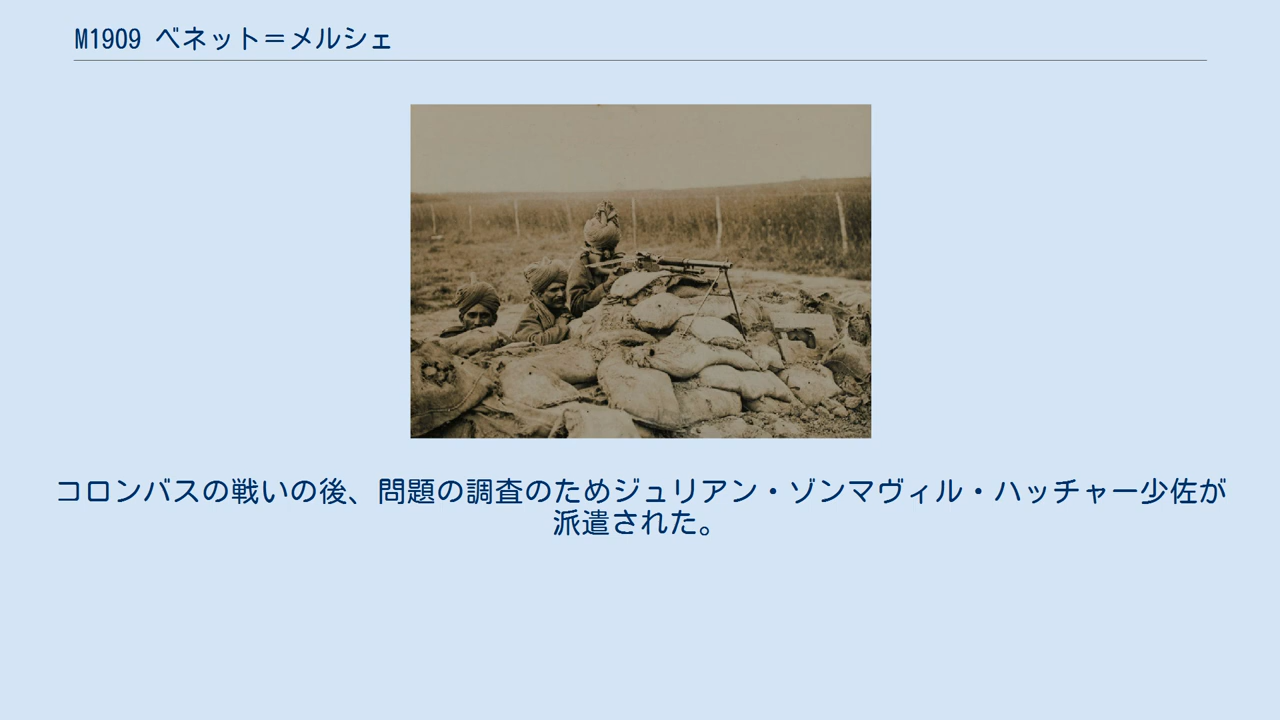 M1909 ベネット＝メルシェ
コロンバスの戦いの後、問題の調査のためジュリアン・ゾンマヴィル・ハッチャー少佐が
派遣された。